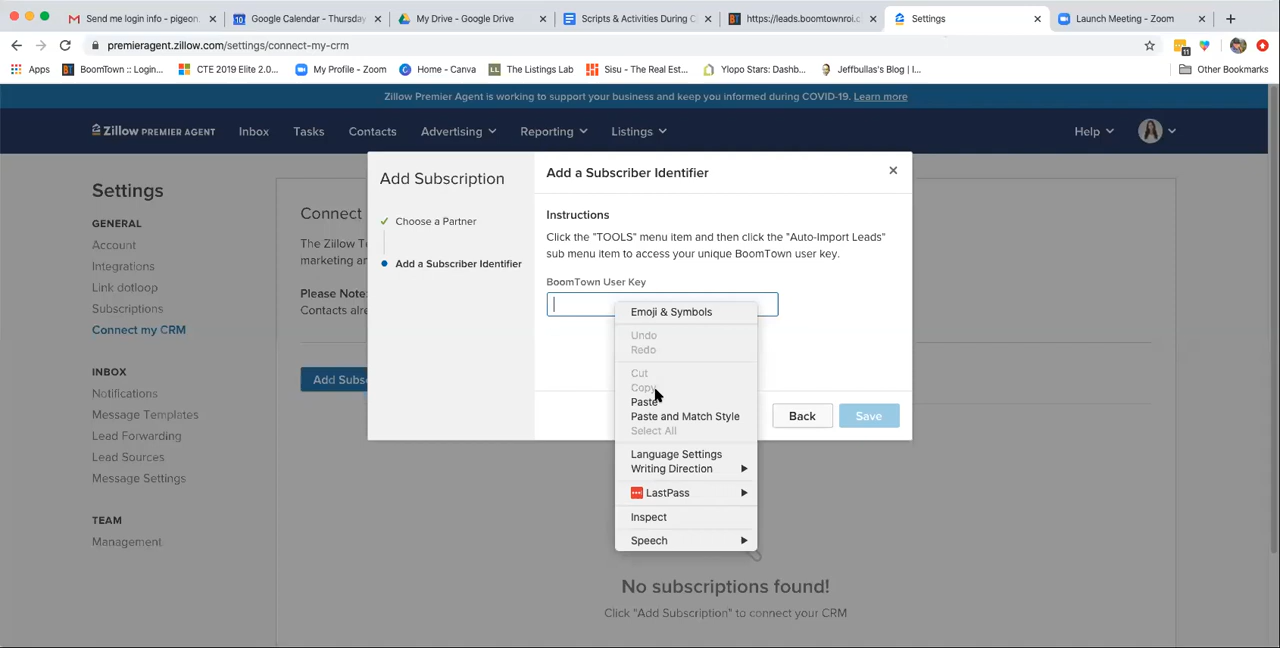 Send me login info - pigeon.
Google Calendar - Thursday
My Drive - Google Drive
Scripts & Activities During C
https://leads.boomtownroi.c
Settings
Launch Meeting - Zoom
premieragent.zillow.com/settings/connect-my-crm
11
Apps
BoomTown :: Login...
CTE 2019 Elite 2.0...
My Profile - Zoom
Home - Canva
The Listings Lab
Sisu - The Real Est...
Ylopo Stars: Dashb...
Jeffbullas's Blog | I...
Other Bookmarks
Zillow Premier Agent is working to support your business and keep you informed during COVID-19. Learn more
Zillow PREMIER AGENT
Inbox
Tasks
Contacts
Advertising
Reporting
Listings
Help
Settings
GENERAL
Account
Integrations
Link dotloop
Subscriptions
Connect my CRM
INBOX
Notifications
Message Templates
Lead Forwarding
Lead Sources
Message Settings
TEAM
Management
Connect
The Zillow T
marketing an
Please Note:
Contacts alre
Add Subs
Add Subscription
Choose a Partner
Add a Subscriber Identifier
Add a Subscriber Identifier
Instructions
Click the "TOOLS" menu item and then click the "Auto-Import Leads"
sub menu item to access your unique BoomTown user key.
BoomTown User Key
Emoji & Symbols
Undo
Redo
Cut
Copy
Paste
Paste and Match Style
Select All
Language Settings
Writing Direction
LastPass
Inspect
Speech
Back
Save
No subscriptions found!
Click "Add Subscription" to connect your CRM